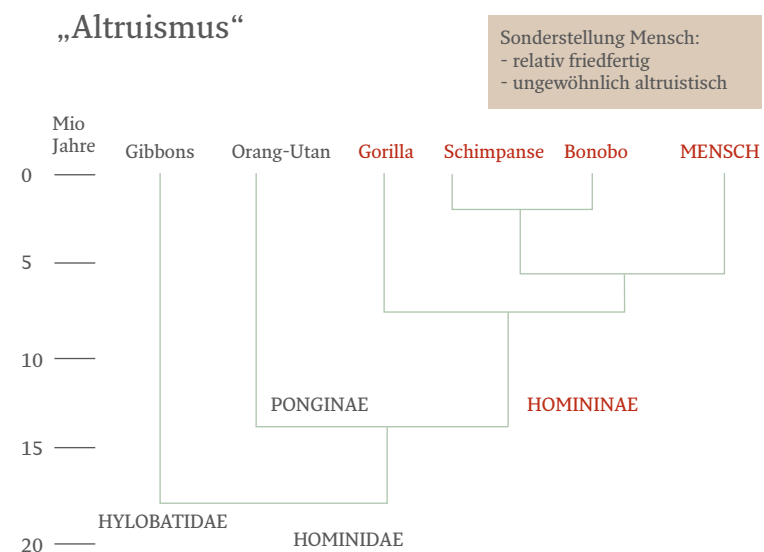 „Altruismus“
Sonderstellung Mensch:
- relativ friedfertig
- ungewöhnlich altruistisch
Mio
Jahre
Gibbons
Orang-Utan
Gorilla
Schimpanse
Bonobo
MENSCH
0
5
10
PONGINAE
HOMININAE
15
HYLOBATIDAE
HOMINIDAE
20